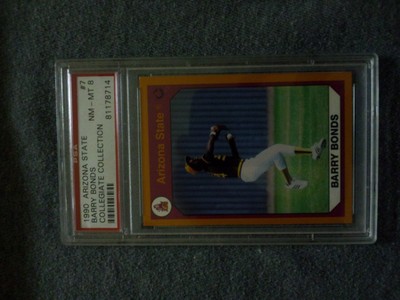 1990 ARIZONA STATE
BARRY BONDS
COLLEGIATE COLLECTION
#7
NM - MT 8
81176714
Arizona State
BARRY BONDS